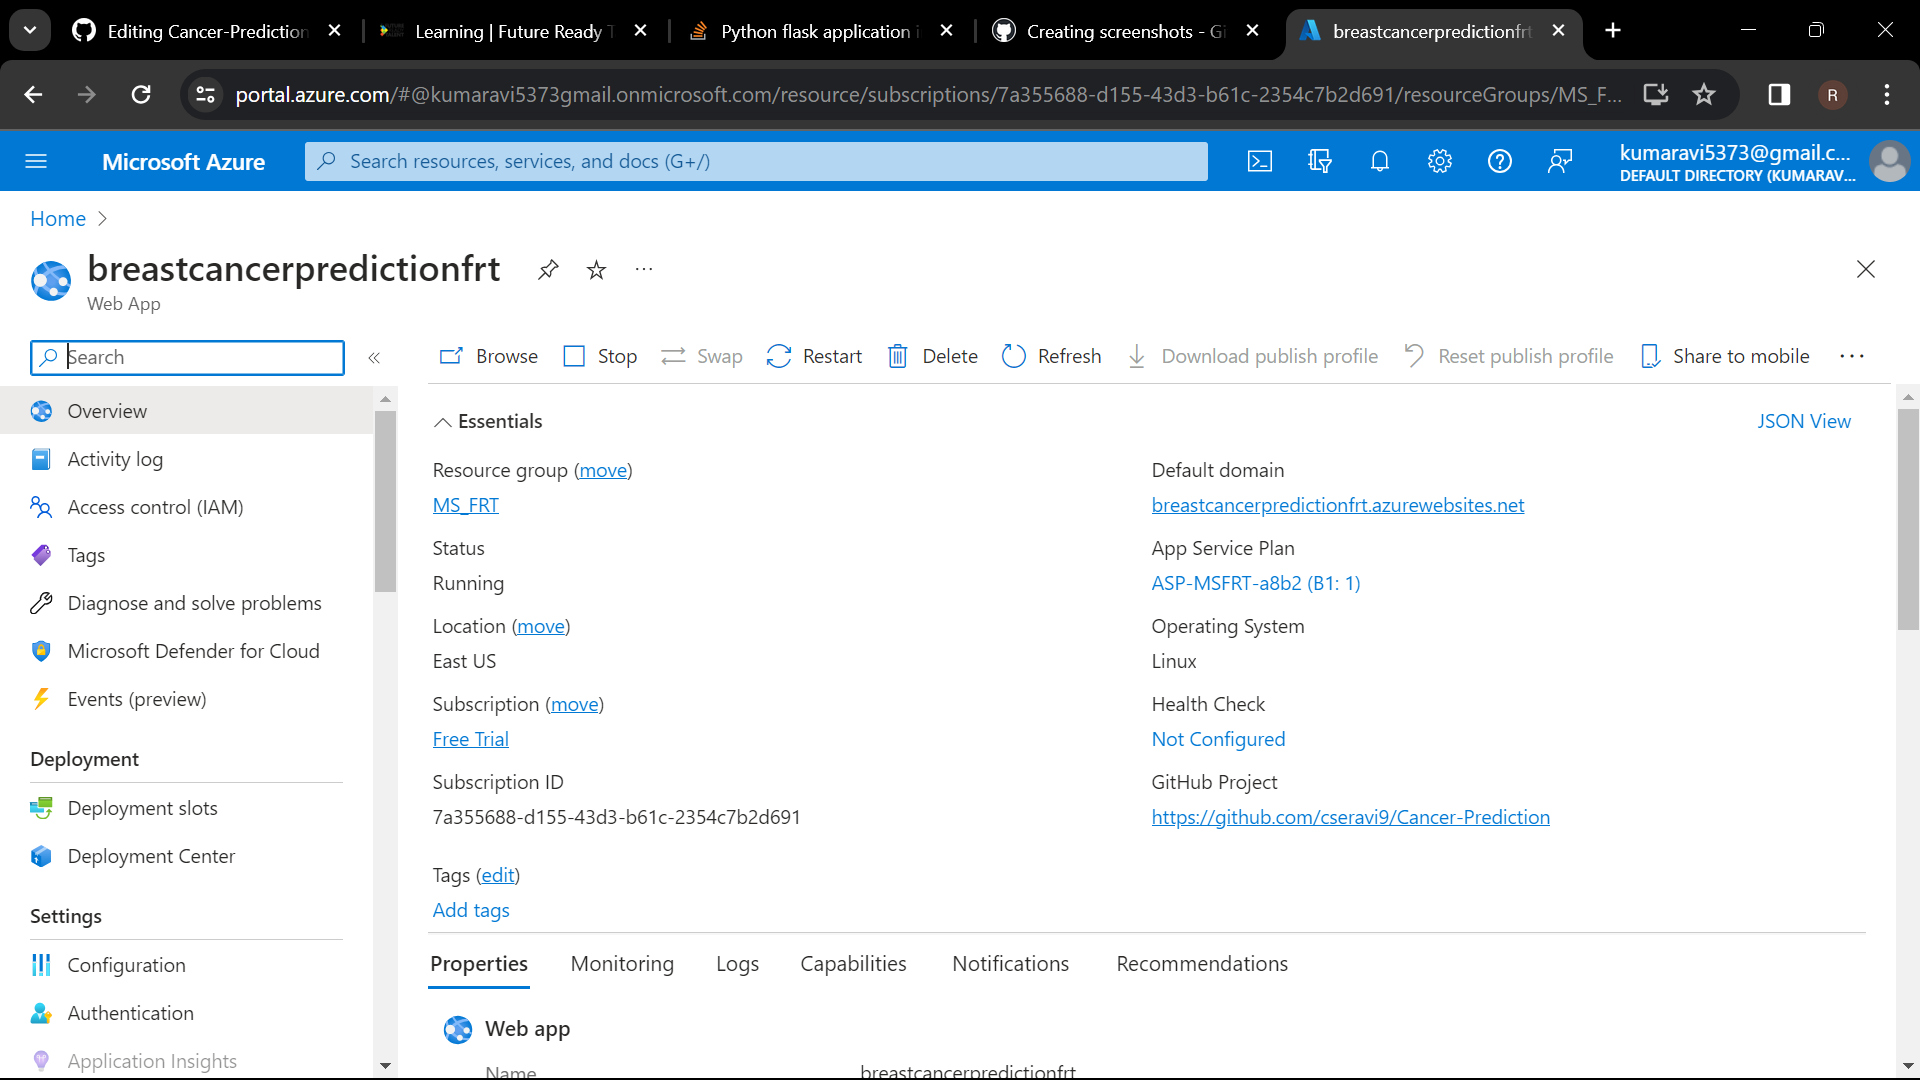 Editing Cancer-Prediction
Learning | Future Ready T
Python flask application i
Creating screenshots - Gi
breastcancerpredictionfrt
portal.azure.com/#@kumaravi5373gmail.onmicrosoft.com/resource/subscriptions/7a355688-d155-43d3-b61c-2354c7b2d691/resourceGroups/MS_F...
R
Microsoft Azure
Search resources, services, and docs (G+/)
kumaravi5373@gmail.c...
DEFAULT DIRECTORY (KUMARAV...
Home
breastcancerpredictionfrt
Web App
Search
Browse
Stop
Swap
Restart
Delete
Refresh
Download publish profile
Reset publish profile
Share to mobile
Overview
Activity log
Access control (IAM)
Tags
Diagnose and solve problems
Microsoft Defender for Cloud
Events (preview)
Deployment
Deployment slots
Deployment Center
Settings
Configuration
Authentication
Application Insights
Essentials
JSON View
Resource group (move)
MS_FRT
Status
Running
Location (move)
East US
Subscription (move)
Free Trial
Subscription ID
7a355688-d155-43d3-b61c-2354c7b2d691
Default domain
breastcancerpredictionfrt.azurewebsites.net
App Service Plan
ASP-MSFRT-a8b2 (B1: 1)
Operating System
Linux
Health Check
Not Configured
GitHub Project
https://github.com/cseravi9/Cancer-Prediction
Tags (edit)
Add tags
Properties
Monitoring
Logs
Capabilities
Notifications
Recommendations
Web app
Name
breastcancerpredictionfrt